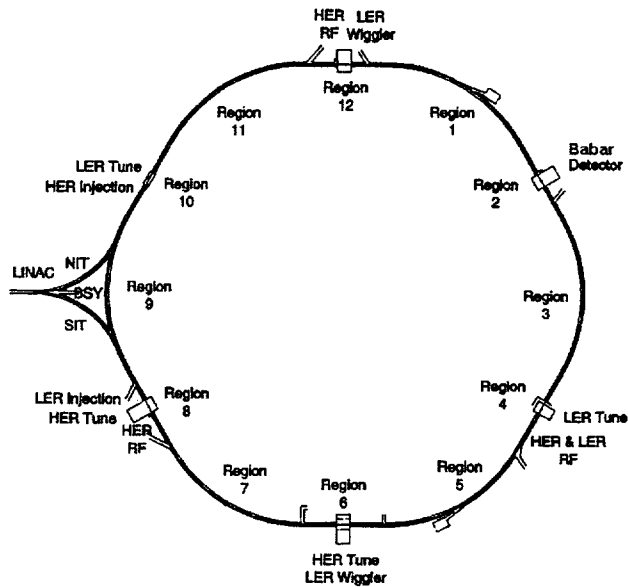 HER LER
RF Wiggler
Region
12
Region
11
Region
1
LER Tune
HER Injection
Region
10
Region
2
Babar
Detector
LINAC
NIT
SSY
SIT
Region
9
Region
3
LER Injection
HER Tune
Region
8
HER
RF
Region
4
LER Tune
HER & LER
RF
Region
7
Region
6
Region
5
HER Tune
LER Wiggler